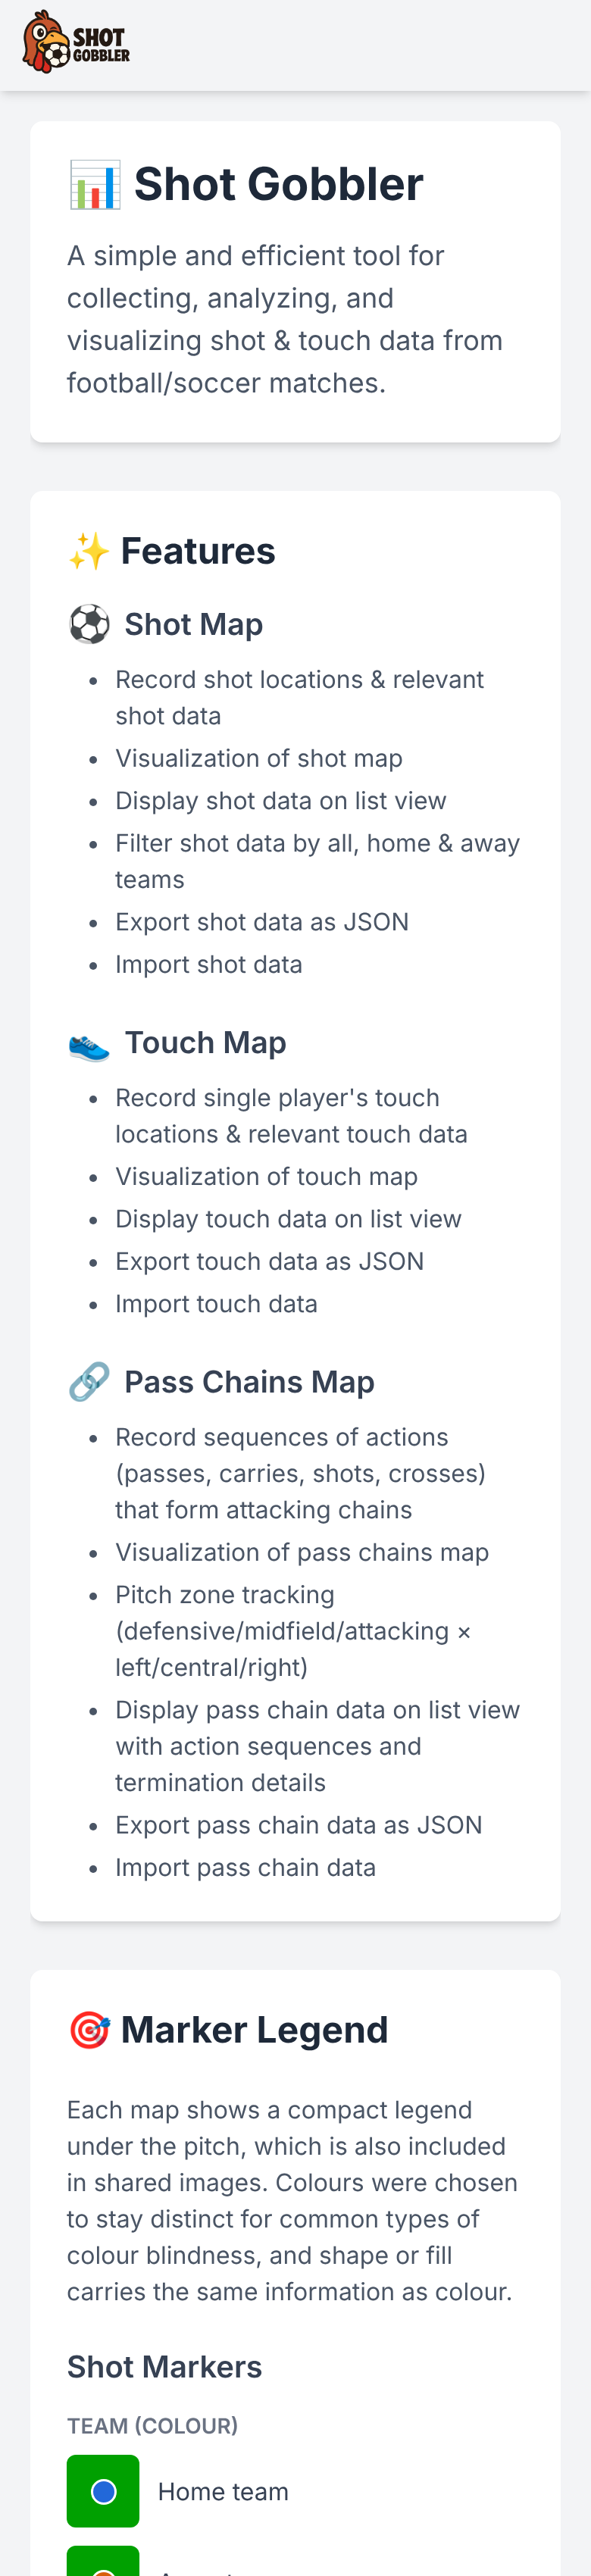 SHOT
GOBBLER
Shot Gobbler
A simple and efficient tool for
collecting, analyzing, and
visualizing shot & touch data from
football/soccer matches.
Features
Shot Map
• Record shot locations & relevant
shot data
• Visualization of shot map
• Display shot data on list view
• Filter shot data by all, home & away
teams
• Export shot data as JSON
• Import shot data
Touch Map
• Record single player's touch
locations & relevant touch data
• Visualization of touch map
• Display touch data on list view
• Export touch data as JSON
• Import touch data
Pass Chains Map
• Record sequences of actions
(passes, carries, shots, crosses)
that form attacking chains
• Visualization of pass chains map
• Pitch zone tracking
(defensive/midfield/attacking ×
left/central/right)
• Display pass chain data on list view
with action sequences and
termination details
• Export pass chain data as JSON
• Import pass chain data
Marker Legend
Each map shows a compact legend
under the pitch, which is also included
in shared images. Colours were chosen
to stay distinct for common types of
colour blindness, and shape or fill
carries the same information as colour.
Shot Markers
TEAM (COLOUR)
Home team